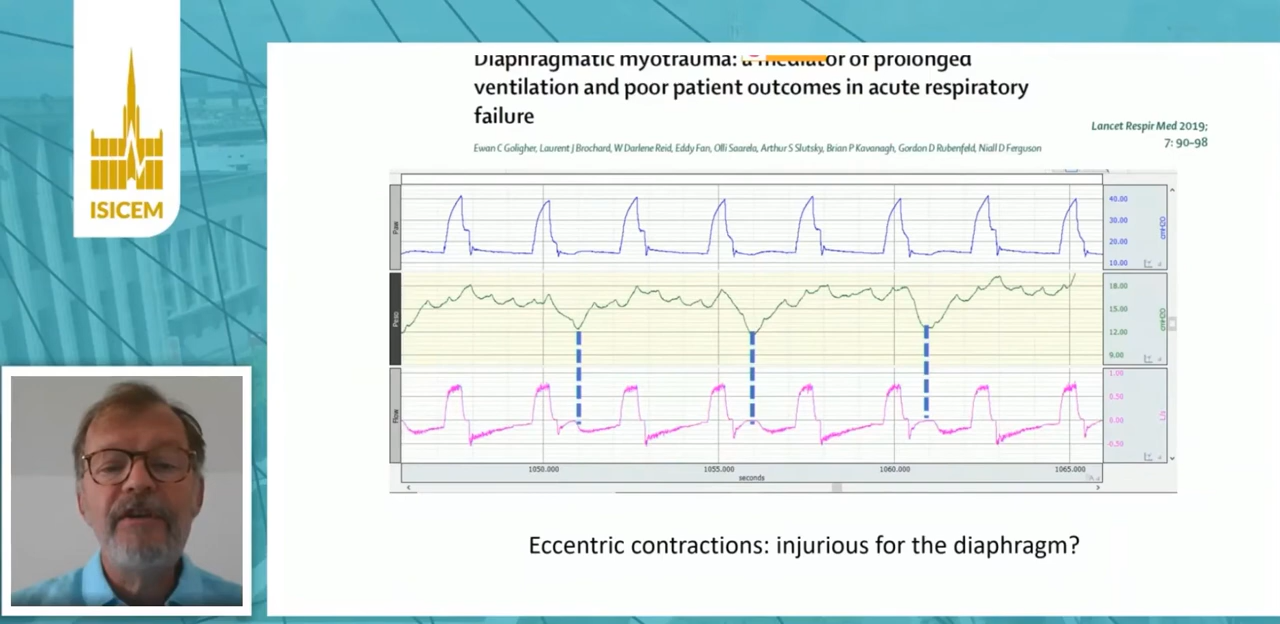 ISICEM
Diaphragmatic myotrauma: a mediator of prolonged
ventilation and poor patient outcomes in acute respiratory
failure
Lancet Respir Med 2019;
7: 90-98
Ewan C Goligher, Laurent J Brochard, W Darlene Reid, Eddy Fan, Olli Saarela, Arthur S Slutsky, Brian P Kavanagh, Gordon D Rubenfeld, Niall D Ferguson
Paw
40.00
30.00
20.00
10.00
Peso
18.00
15.00
12.00
9.00
Flow
1.00
0.50
0.00
-0.50
1050.000 1055.000 1060.000 1065.000
seconds
Eccentric contractions: injurious for the diaphragm?